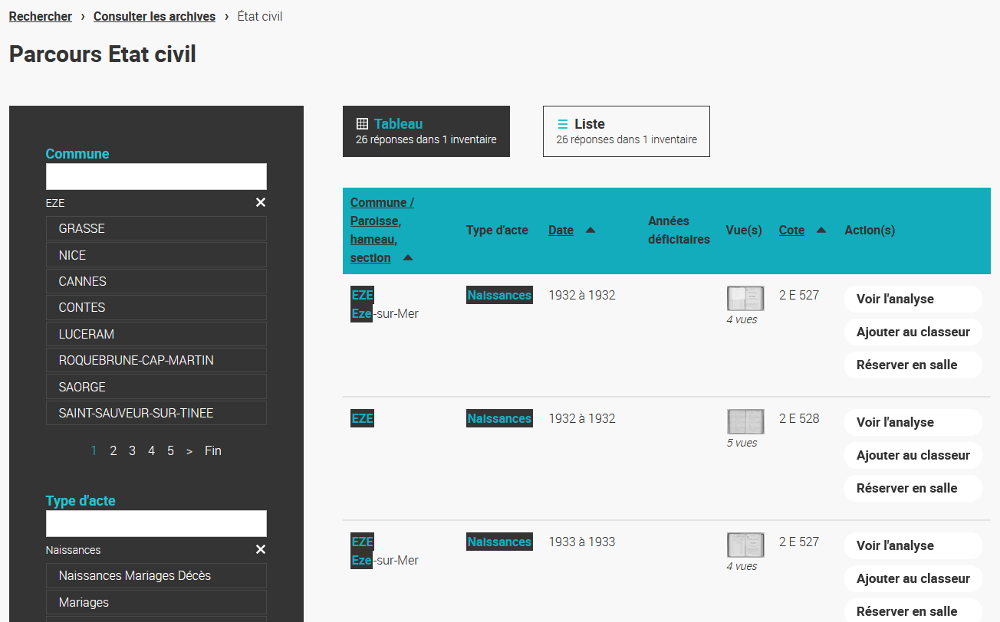 Rechercher › Consulter les archives › État civil
Parcours Etat civil
Commune
EZE ×
GRASSE
NICE
CANNES
CONTES
LUCERAM
ROQUEBRUNE-CAP-MARTIN
SAORGE
SAINT-SAUVEUR-SUR-TINEE
1 2 3 4 5 > Fin
Type d'acte
Naissances ×
Naissances Mariages Décès
Mariages
Tableau
26 réponses dans 1 inventaire
Liste
26 réponses dans 1 inventaire
Commune /
Paroisse,
hameau,
section
Type d'acte
Date
Années
déficitaires
Vue(s)
Cote
Action(s)
EZE
Eze-sur-Mer
Naissances
1932 à 1932
4 vues
2 E 527
Voir l'analyse
Ajouter au classeur
Réserver en salle
EZE
Naissances
1932 à 1932
5 vues
2 E 528
Voir l'analyse
Ajouter au classeur
Réserver en salle
EZE
Eze-sur-Mer
Naissances
1933 à 1933
4 vues
2 E 527
Voir l'analyse
Ajouter au classeur
Réserver en salle